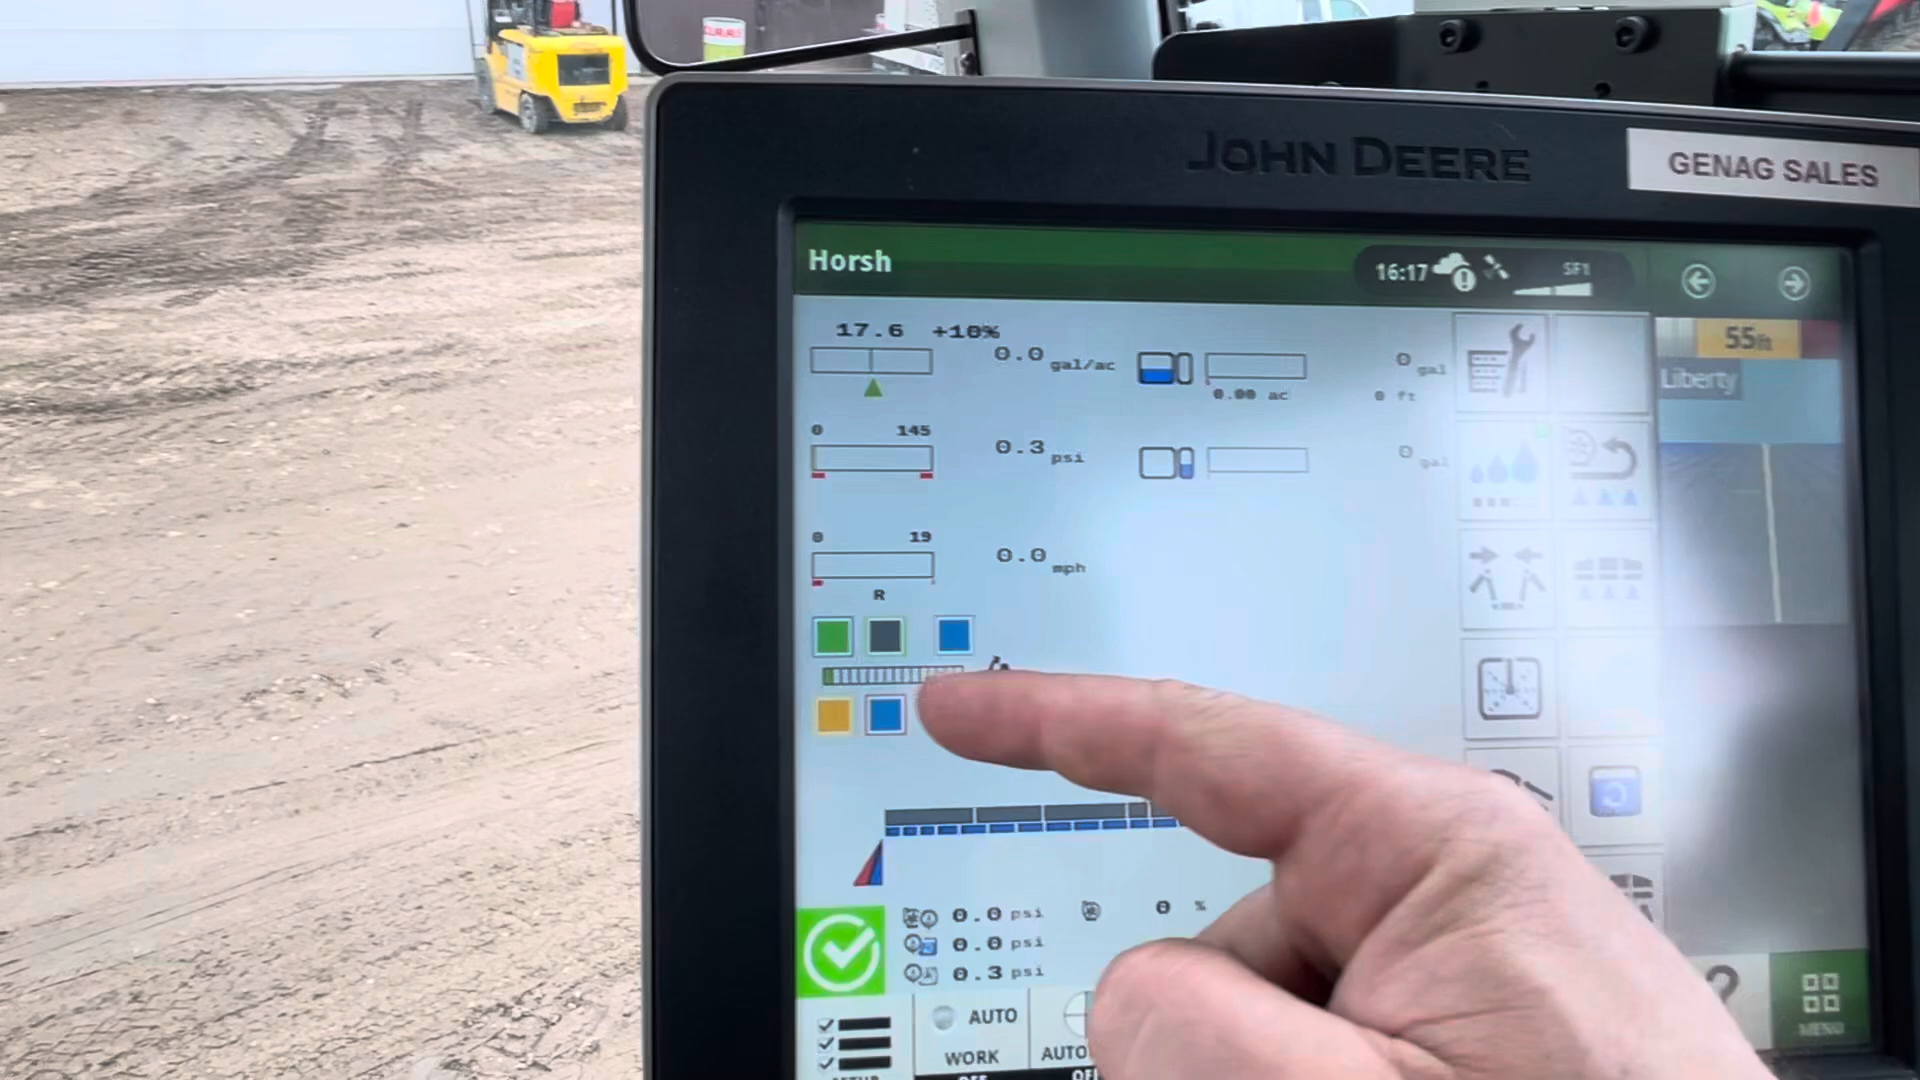 CLAAS
JOHN DEERE
GENAG SALES
Horsh
16:17
SF1
17.6 +10%
0.0 gal/ac
0 gal
0.00 ac
0 ft
55ft
Liberty
0 145
0.3 psi
0 gal
0 19
0.0 mph
R
0.0 psi
0 %
0.0 psi
0.3 psi
AUTO
WORK
AUTO
?
MENU